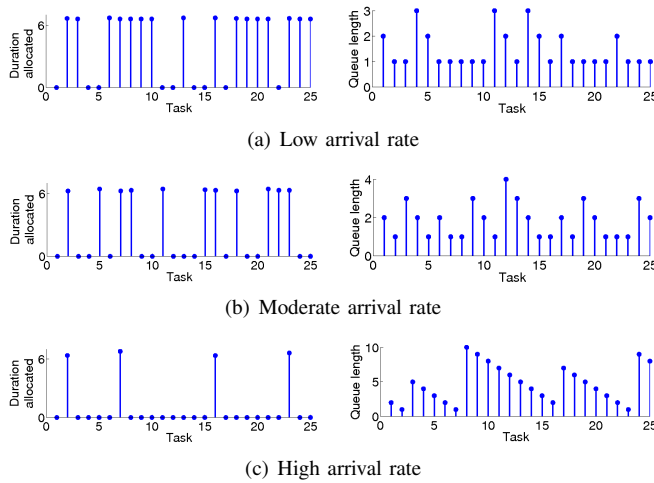 Duration allocated
6
0
0 5 10 15 20 25
Task
Queue length
3
2
1
0
0 5 10 15 20 25
Task
(a) Low arrival rate
Duration allocated
6
0
0 5 10 15 20 25
Task
Queue length
4
2
0
0 5 10 15 20 25
Task
(b) Moderate arrival rate
Duration allocated
6
0
0 5 10 15 20 25
Task
Queue length
10
5
0
0 5 10 15 20 25
Task
(c) High arrival rate